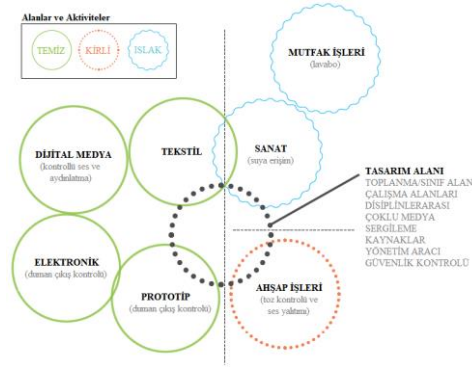 Alanlar ve Aktiviteler
TEMİZ
KİRLİ
ISLAK
MUTFAK İŞLERİ
(lavabo)
TEKSTİL
SANAT
(suya erişim)
DİJİTAL MEDYA
(kontrollü ses ve
aydınlatma)
TASARIM ALANI
TOPLANMA/SINIF ALAN
ÇALIŞMA ALANLARI
DİSİPLİNLERARASI
ÇOKLU MEDYA
SERGİLEME
KAYNAKLAR
YÖNETİM ARACI
GÜVENLİK KONTROLÜ
ELEKTRONİK
(duman çıkış kontrolü)
PROTOTİP
(duman çıkış kontrolü)
AHŞAP İŞLERİ
(toz kontrolü ve
ses yalıtımı)